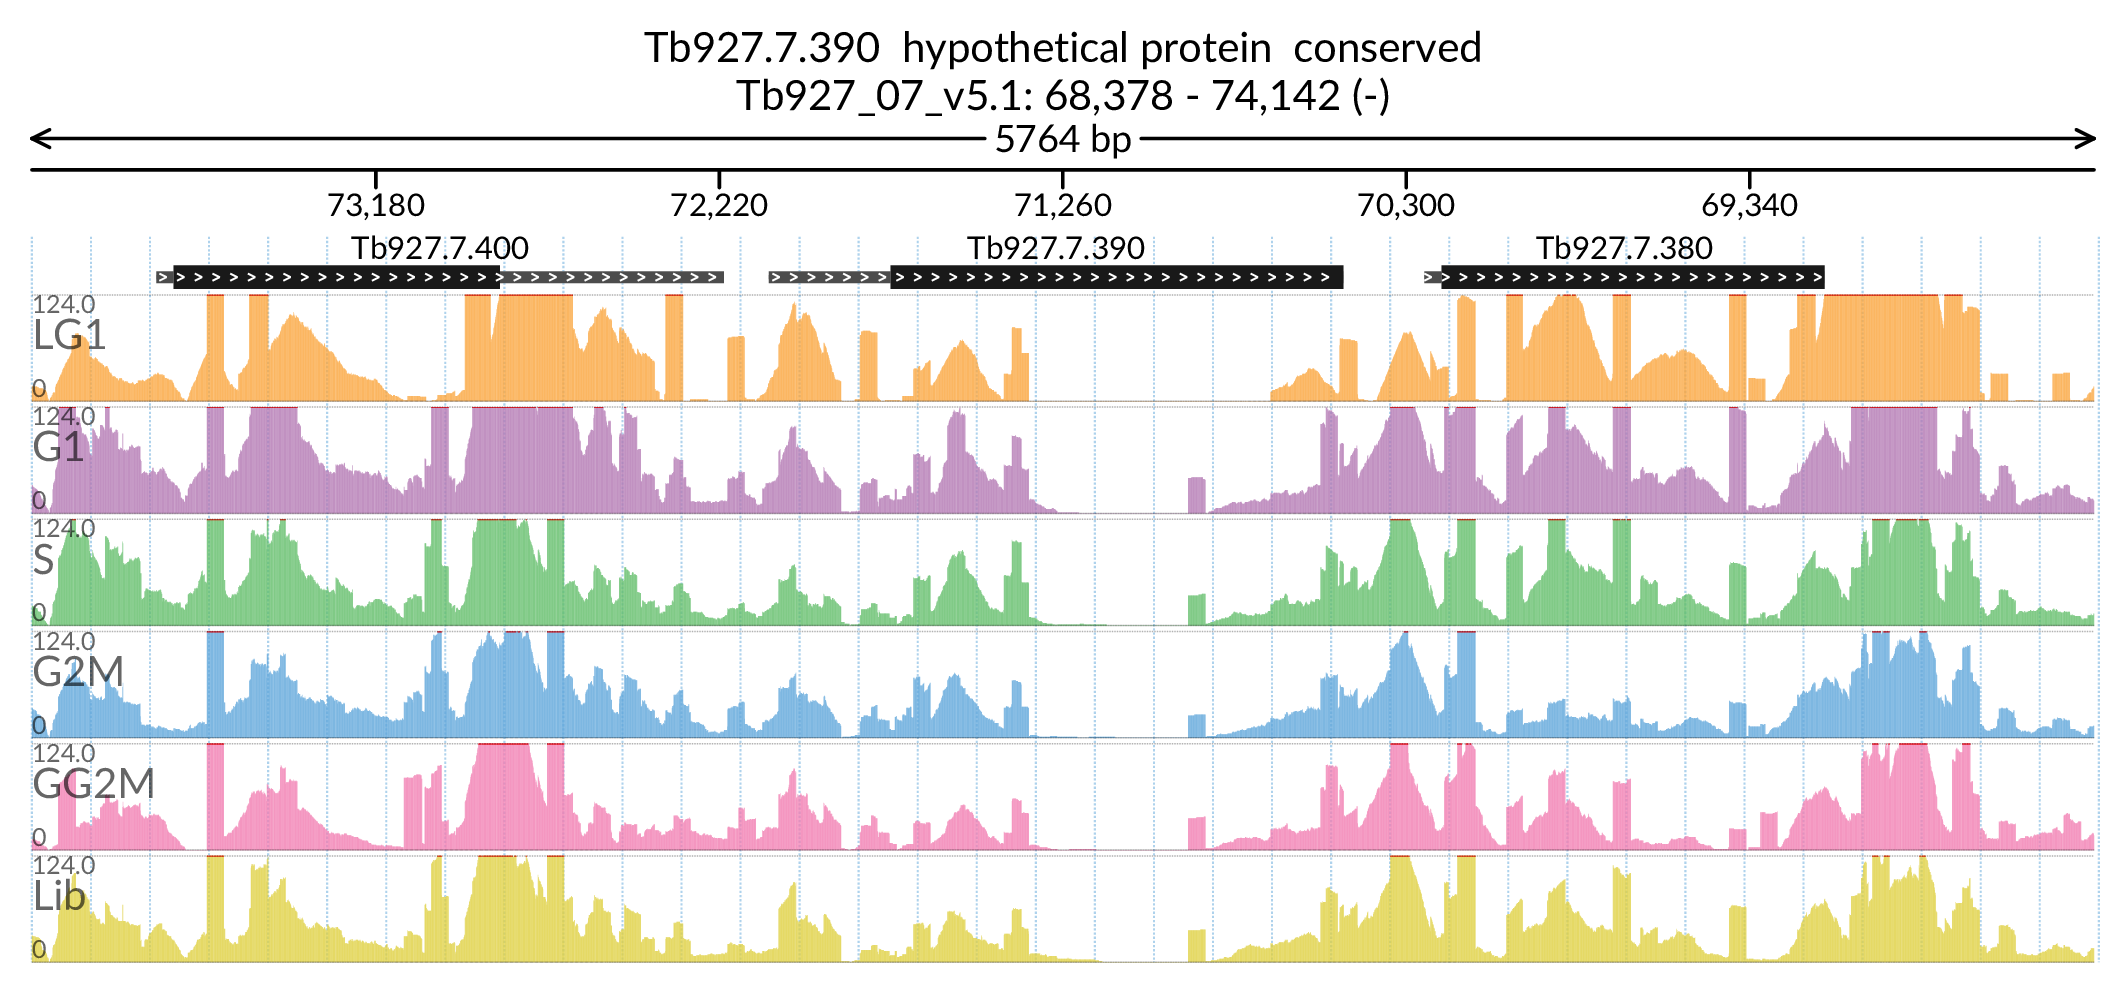 Tb927.7.390  hypothetical protein  conserved
Tb927_07_v5.1: 68,378 - 74,142 (-)
5764 bp
73,180 72,220 71,260 70,300 69,340
Tb927.7.400 Tb927.7.390 Tb927.7.380
124.0
LG1
0
124.0
G1
0
124.0
S
0
124.0
G2M
0
124.0
GG2M
0
124.0
Lib
0